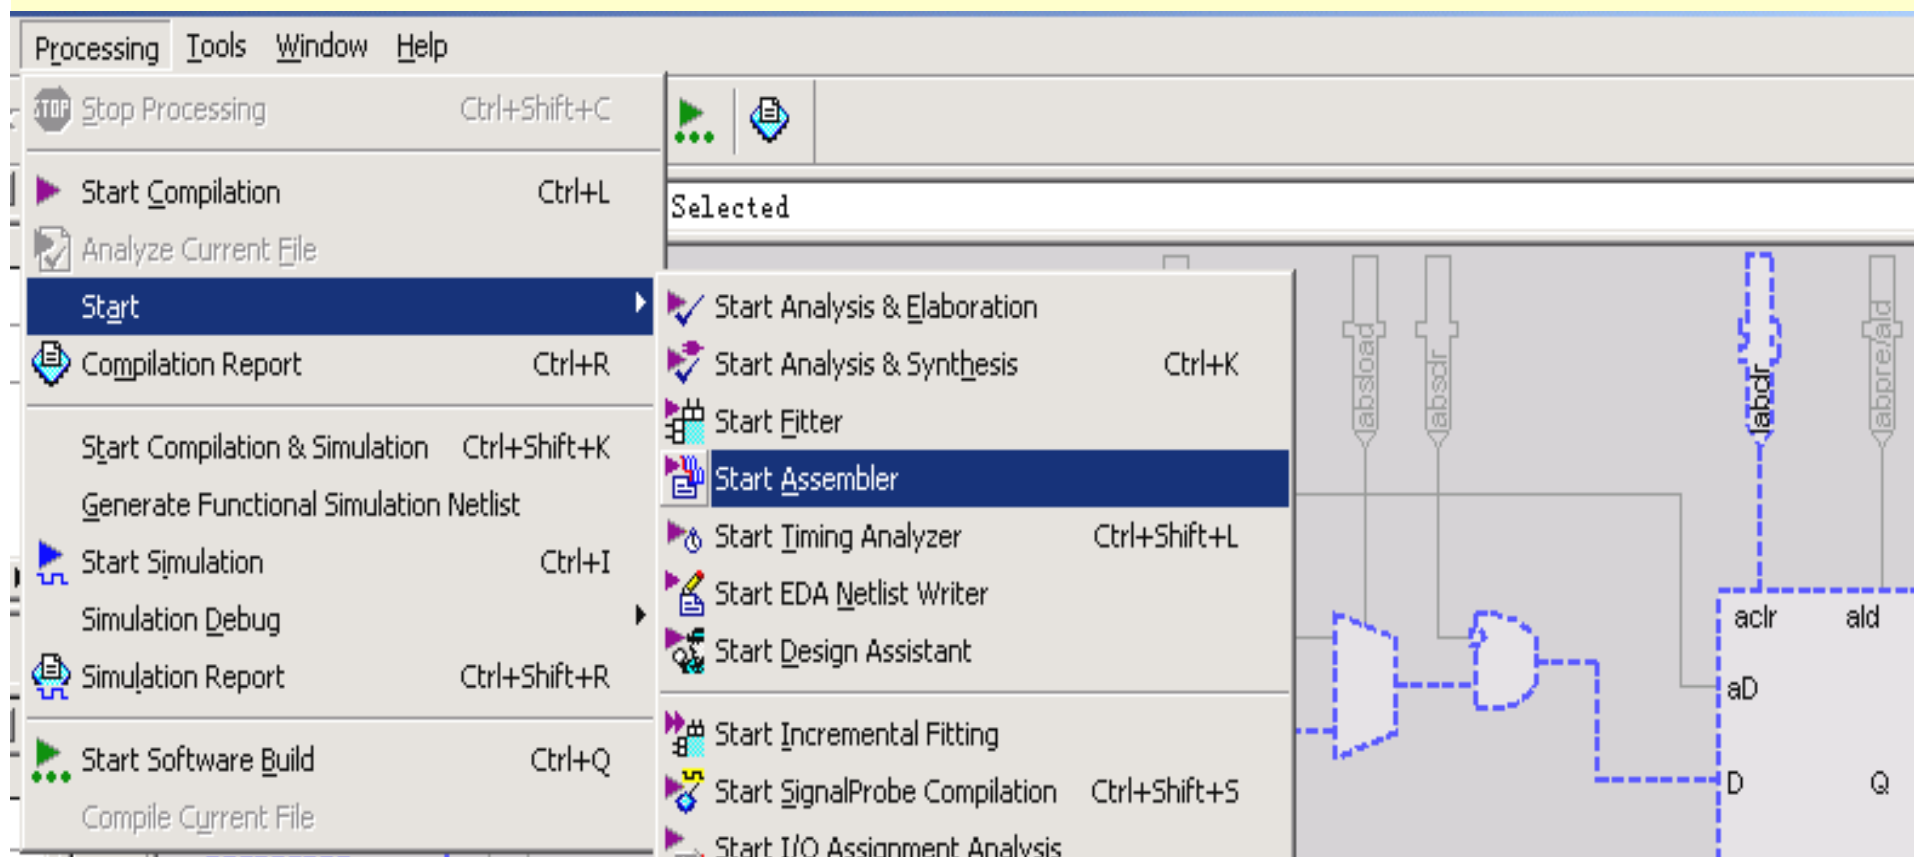 Processing Tools Window Help
STOP Stop Processing Ctrl+Shift+C
Start Compilation Ctrl+L
Selected
Analyze Current File
Start
Compilation Report Ctrl+R
Start Compilation & Simulation Ctrl+Shift+K
Generate Functional Simulation Netlist
Start Simulation Ctrl+I
Simulation Debug
Simulation Report Ctrl+Shift+R
Start Software Build Ctrl+Q
Compile Current File
Start Analysis & Elaboration
Start Analysis & Synthesis Ctrl+K
Start Fitter
Start Assembler
Start Timing Analyzer Ctrl+Shift+L
Start EDA Netlist Writer
Start Design Assistant
Start Incremental Fitting
Start SignalProbe Compilation Ctrl+Shift+S
Start I/O Assignment Analysis
labsload
labsclr
labclr
labpre/ald
aclr ald
aD
D Q